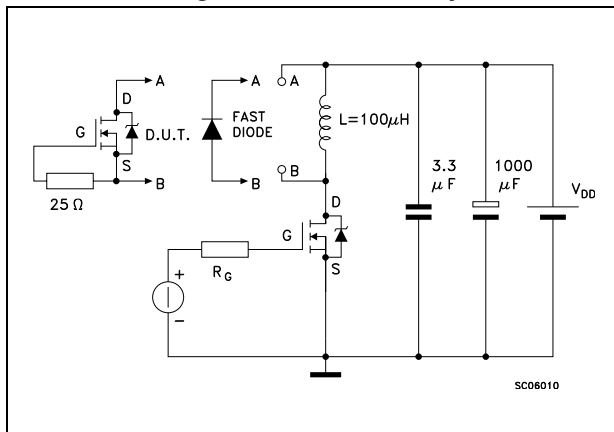 A
A
A
D
G
D.U.T.
S
FAST
DIODE
L=100μH
B
B
B
25 Ω
3.3
μF
1000
μF
V_DD
D
G
S
R_G
+
−
SC06010